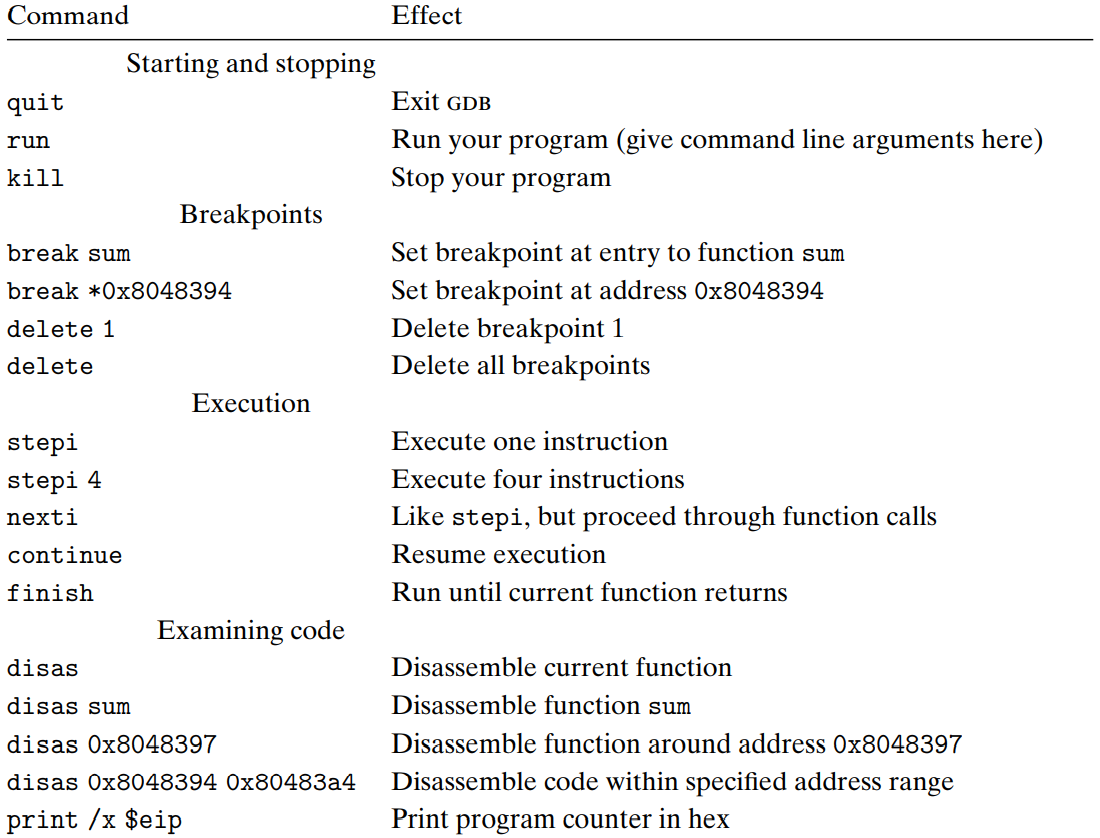 Command Effect
Starting and stopping
quit Exit GDB
run Run your program (give command line arguments here)
kill Stop your program
Breakpoints
break sum Set breakpoint at entry to function sum
break *0x8048394 Set breakpoint at address 0x8048394
delete 1 Delete breakpoint 1
delete Delete all breakpoints
Execution
stepi Execute one instruction
stepi 4 Execute four instructions
nexti Like stepi, but proceed through function calls
continue Resume execution
finish Run until current function returns
Examining code
disas Disassemble current function
disas sum Disassemble function sum
disas 0x8048397 Disassemble function around address 0x8048397
disas 0x8048394 0x80483a4 Disassemble code within specified address range
print /x $eip Print program counter in hex